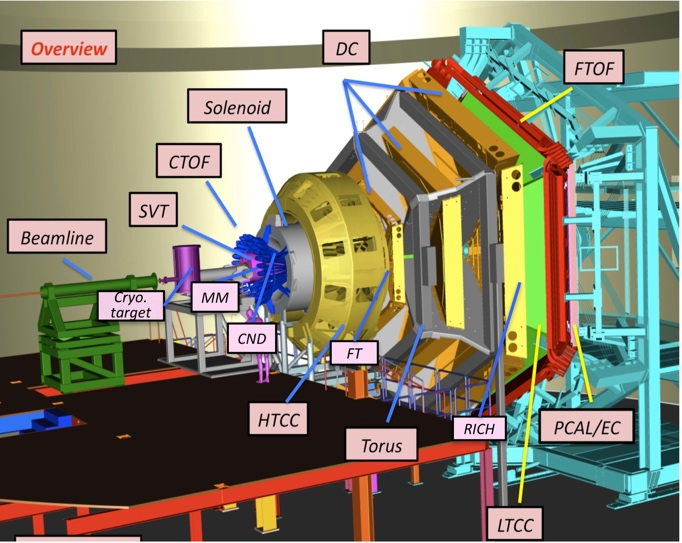 Overview
DC
FTOF
Solenoid
CTOF
SVT
Beamline
Cryo.
target
MM
CND
FT
HTCC
Torus
RICH
PCAL/EC
LTCC